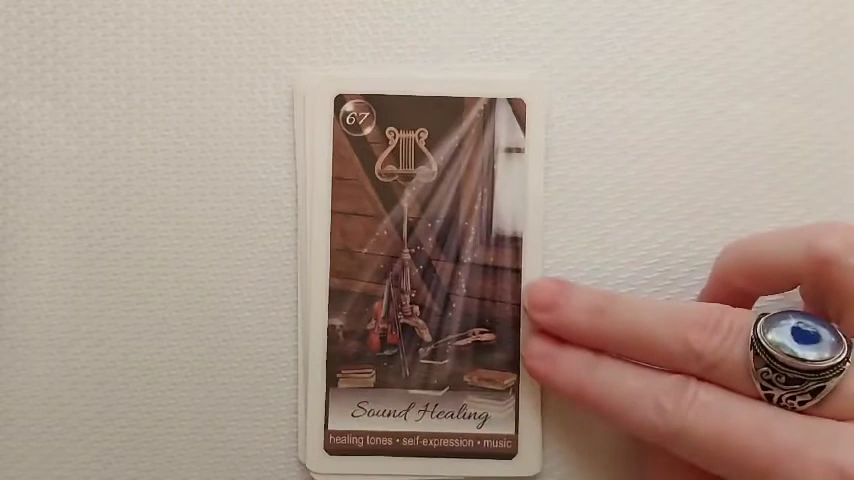 67
Sound Healing
healing tones • self-expression • music